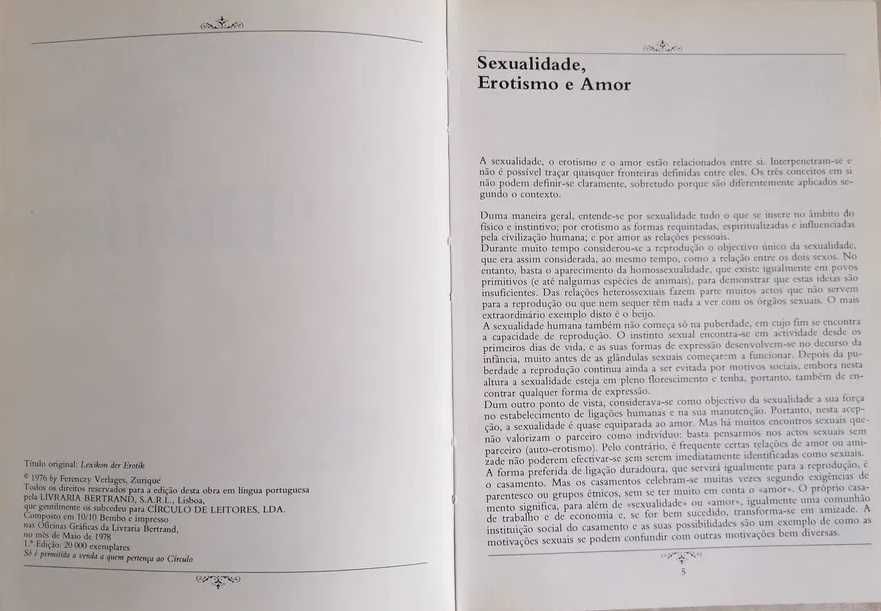 Título original: Lexikon der Erotik
© 1976 by Ferenczy Verlages, Zurique
Todos os direitos reservados para a edição desta obra em língua portuguesa
pela LIVRARIA BERTRAND, S.A.R.L., Lisboa,
que gentilmente os subcedeu para CÍRCULO DE LEITORES, LDA.
Composto em 10/10 Bembo e impresso
nas Oficinas Gráficas da Livraria Bertrand,
no mês de Maio de 1978
1.ª Edição: 20 000 exemplares
Só é permitida a venda a quem pertença ao Círculo
Sexualidade,
Erotismo e Amor
A sexualidade, o erotismo e o amor estão relacionados entre si. Interpenetram-se e
não é possível traçar quaisquer fronteiras definidas entre eles. Os três conceitos em si
não podem definir-se claramente, sobretudo porque são diferentemente aplicados se-
gundo o contexto.
Duma maneira geral, entende-se por sexualidade tudo o que se insere no âmbito do
físico e instintivo; por erotismo as formas requintadas, espiritualizadas e influenciadas
pela civilização humana; e por amor as relações pessoais.
Durante muito tempo considerou-se a reprodução o objectivo único da sexualidade,
que era assim considerada, ao mesmo tempo, como a relação entre os dois sexos. No
entanto, basta o aparecimento da homossexualidade, que existe igualmente em povos
primitivos (e até nalgumas espécies de animais), para demonstrar que estas ideias são
insuficientes. Das relações heterossexuais fazem parte muitos actos que não servem
para a reprodução ou que nem sequer têm nada a ver com os órgãos sexuais. O mais
extraordinário exemplo disto é o beijo.
A sexualidade humana também não começa só na puberdade, em cujo fim se encontra
a capacidade de reprodução. O instinto sexual encontra-se em actividade desde os
primeiros dias de vida, e as suas formas de expressão desenvolvem-se no decurso da
infância, muito antes de as glândulas sexuais começarem a funcionar. Depois da pu-
berdade a reprodução continua ainda a ser evitada por motivos sociais, embora nesta
altura a sexualidade esteja em pleno florescimento e tenha, portanto, também de en-
contrar qualquer forma de expressão.
Dum outro ponto de vista, considerava-se como objectivo da sexualidade a sua força
no estabelecimento de ligações humanas e na sua manutenção. Portanto, nesta acep-
ção, a sexualidade é quase equiparada ao amor. Mas há muitos encontros sexuais que
não valorizam o parceiro como indivíduo: basta pensarmos nos actos sexuais sem
parceiro (auto-erotismo). Pelo contrário, é frequente certas relações de amor ou ami-
zade não poderem efectivar-se sem serem imediatamente identificadas como sexuais.
A forma preferida de ligação duradoura, que servirá igualmente para a reprodução, é
o casamento. Mas os casamentos celebram-se muitas vezes segundo exigências de
parentesco ou grupos étnicos, sem se ter muito em conta o «amor». O próprio casa-
mento significa, para além de «sexualidade» ou «amor», igualmente uma comunhão
de trabalho e de economia e, se for bem sucedido, transforma-se em amizade. A
instituição social do casamento e as suas possibilidades são um exemplo de como as
motivações sexuais se podem confundir com outras motivações bem diversas.
5